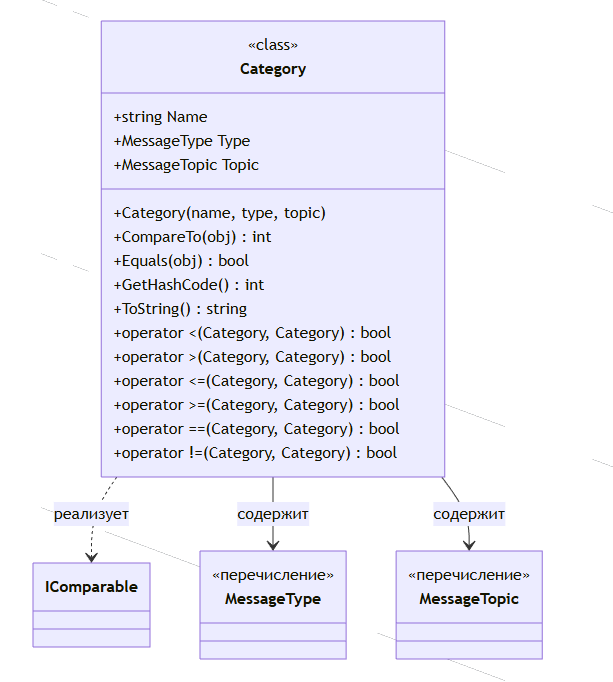 «class»
Category
+string Name
+MessageType Type
+MessageTopic Topic
+Category(name, type, topic)
+CompareTo(obj) : int
+Equals(obj) : bool
+GetHashCode() : int
+ToString() : string
+operator <(Category, Category) : bool
+operator >(Category, Category) : bool
+operator <=(Category, Category) : bool
+operator >=(Category, Category) : bool
+operator ==(Category, Category) : bool
+operator !=(Category, Category) : bool
реализует
содержит
содержит
IComparable
«перечисление»
MessageType
«перечисление»
MessageTopic